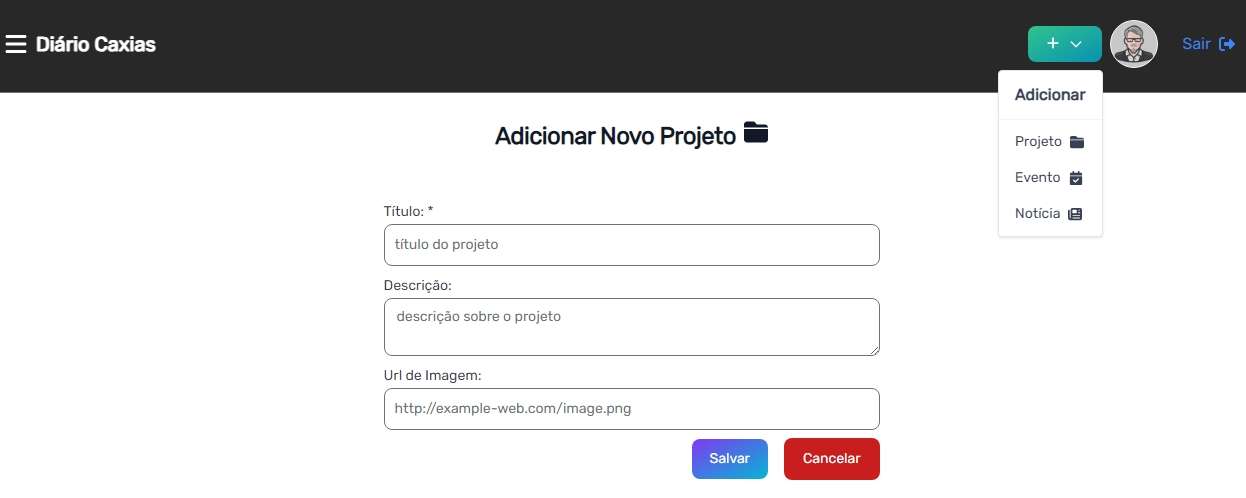 Diário Caxias
+
Sair
Adicionar
Projeto
Evento
Notícia
Adicionar Novo Projeto
Título: *
título do projeto
Descrição:
descrição sobre o projeto
Url de Imagem:
http://example-web.com/image.png
Salvar
Cancelar